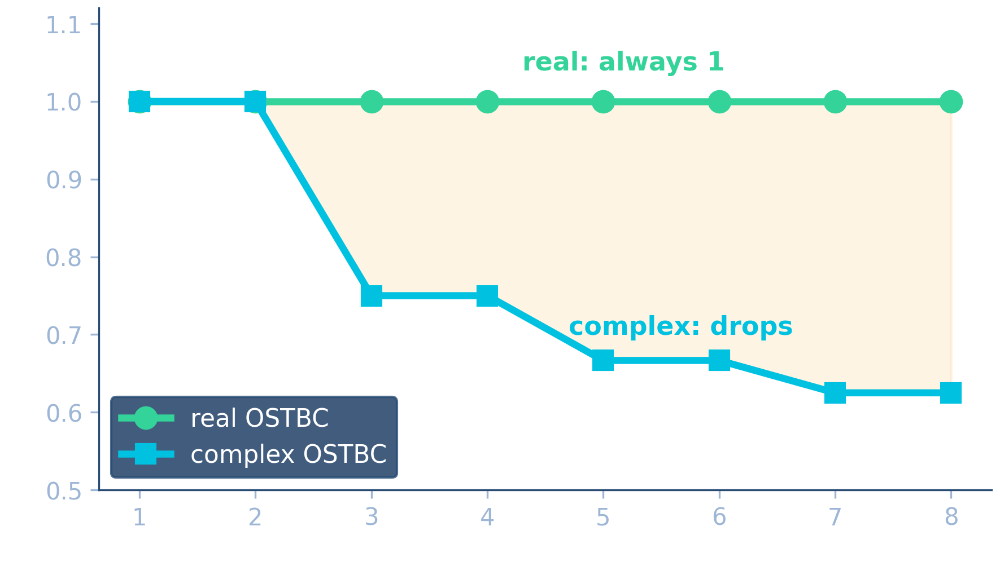 1.1
real: always 1
1.0
0.9
0.8
0.7
complex: drops
0.6
real OSTBC
complex OSTBC
0.5
1 2 3 4 5 6 7 8